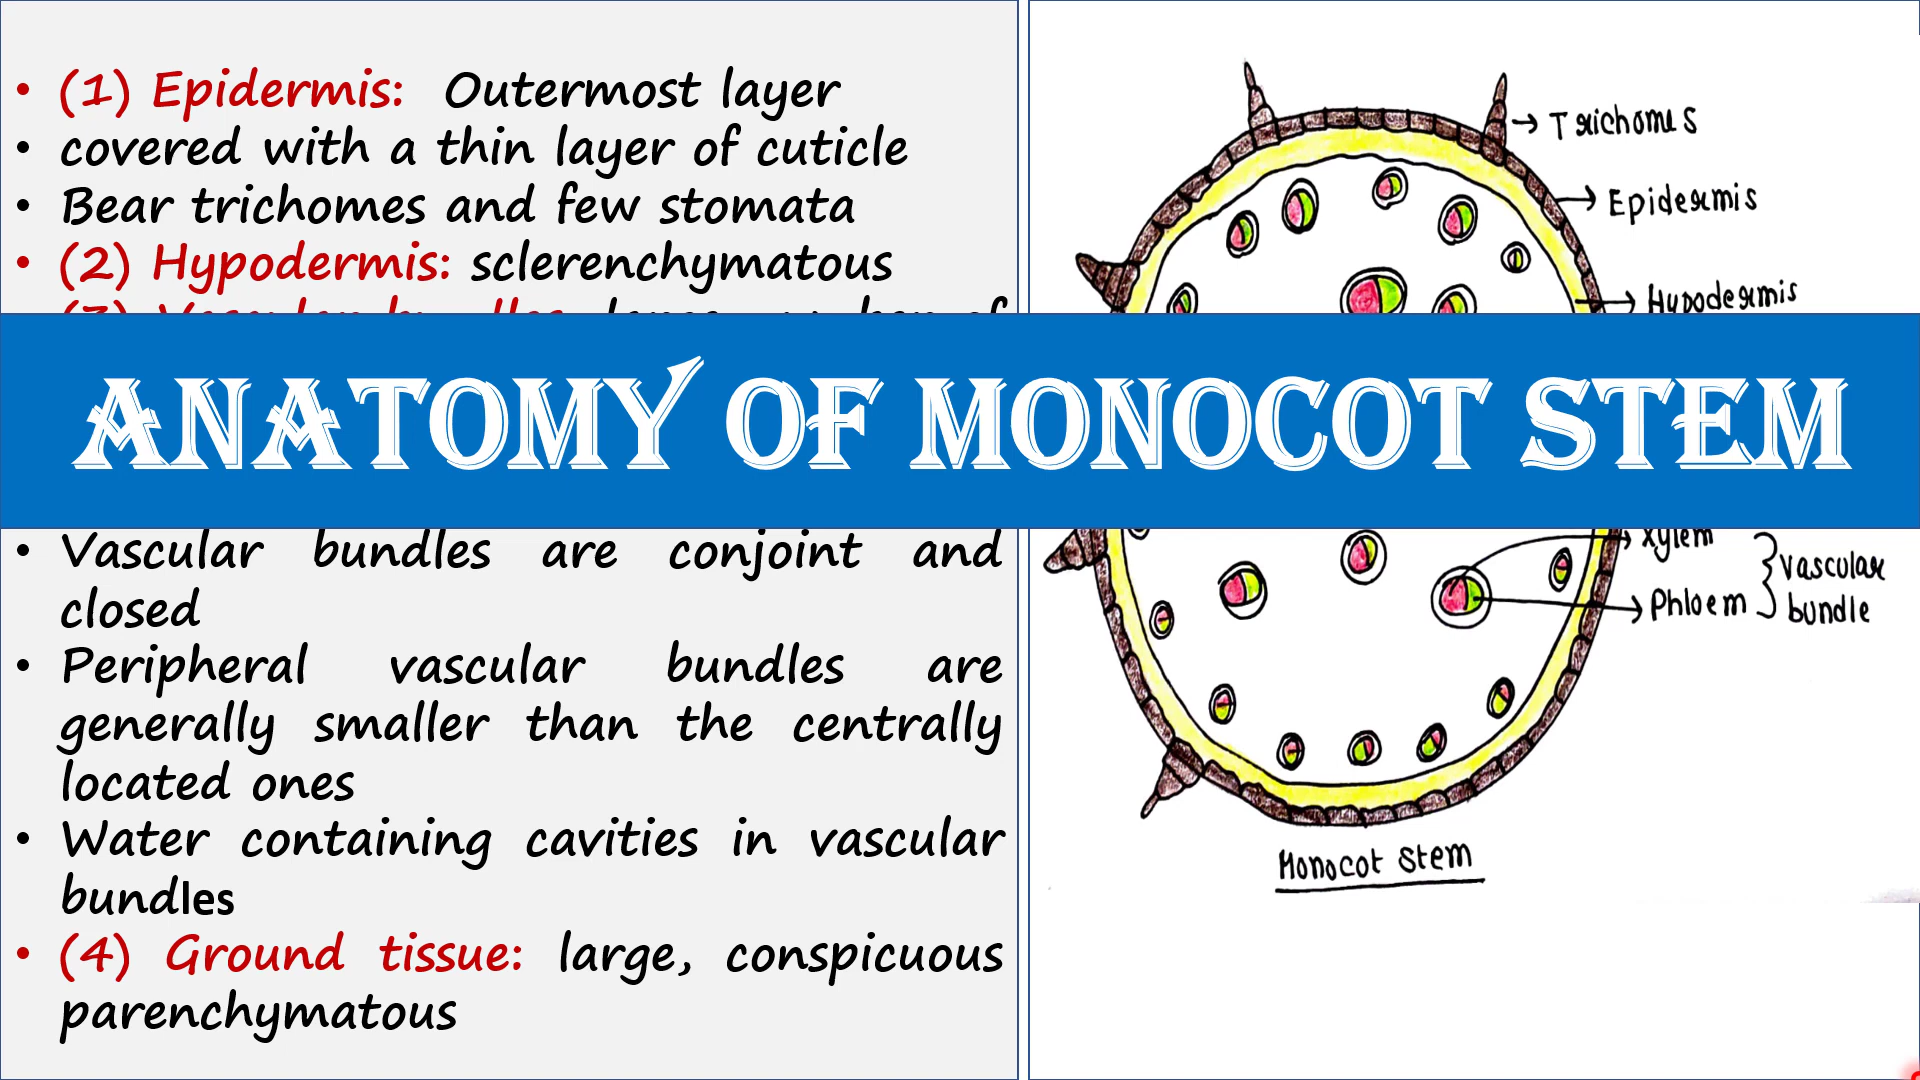 • (1) Epidermis: Outermost layer
• covered with a thin layer of cuticle
• Bear trichomes and few stomata
• (2) Hypodermis: sclerenchymatous
(3) Vascular bundles
ANATOMY OF MONOCOT STEM
• Vascular bundles are conjoint and
closed
• Peripheral vascular bundles are
generally smaller than the centrally
located ones
• Water containing cavities in vascular
bundles
• (4) Ground tissue: large, conspicuous
parenchymatous
Trichomes
Epidermis
Hypodermis
Xylem
Phloem
Vascular
bundle
Monocot Stem